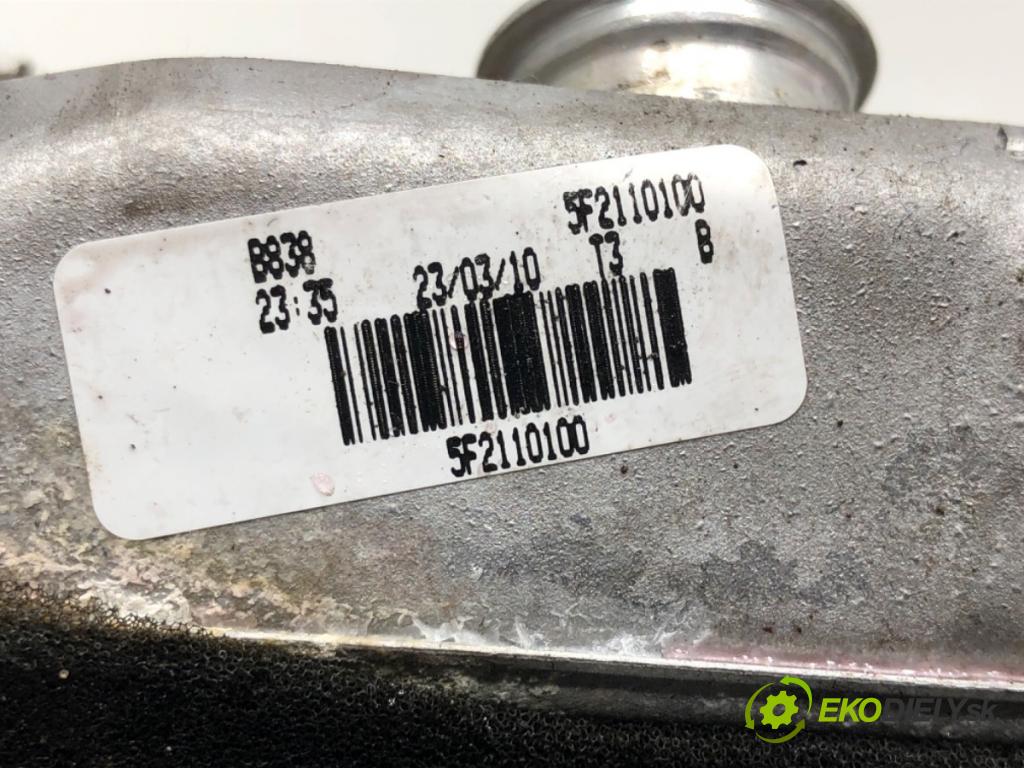 B838 5F2110100
23:35 23/03/10 T3 B
5F2110100
EKODIELY.sk